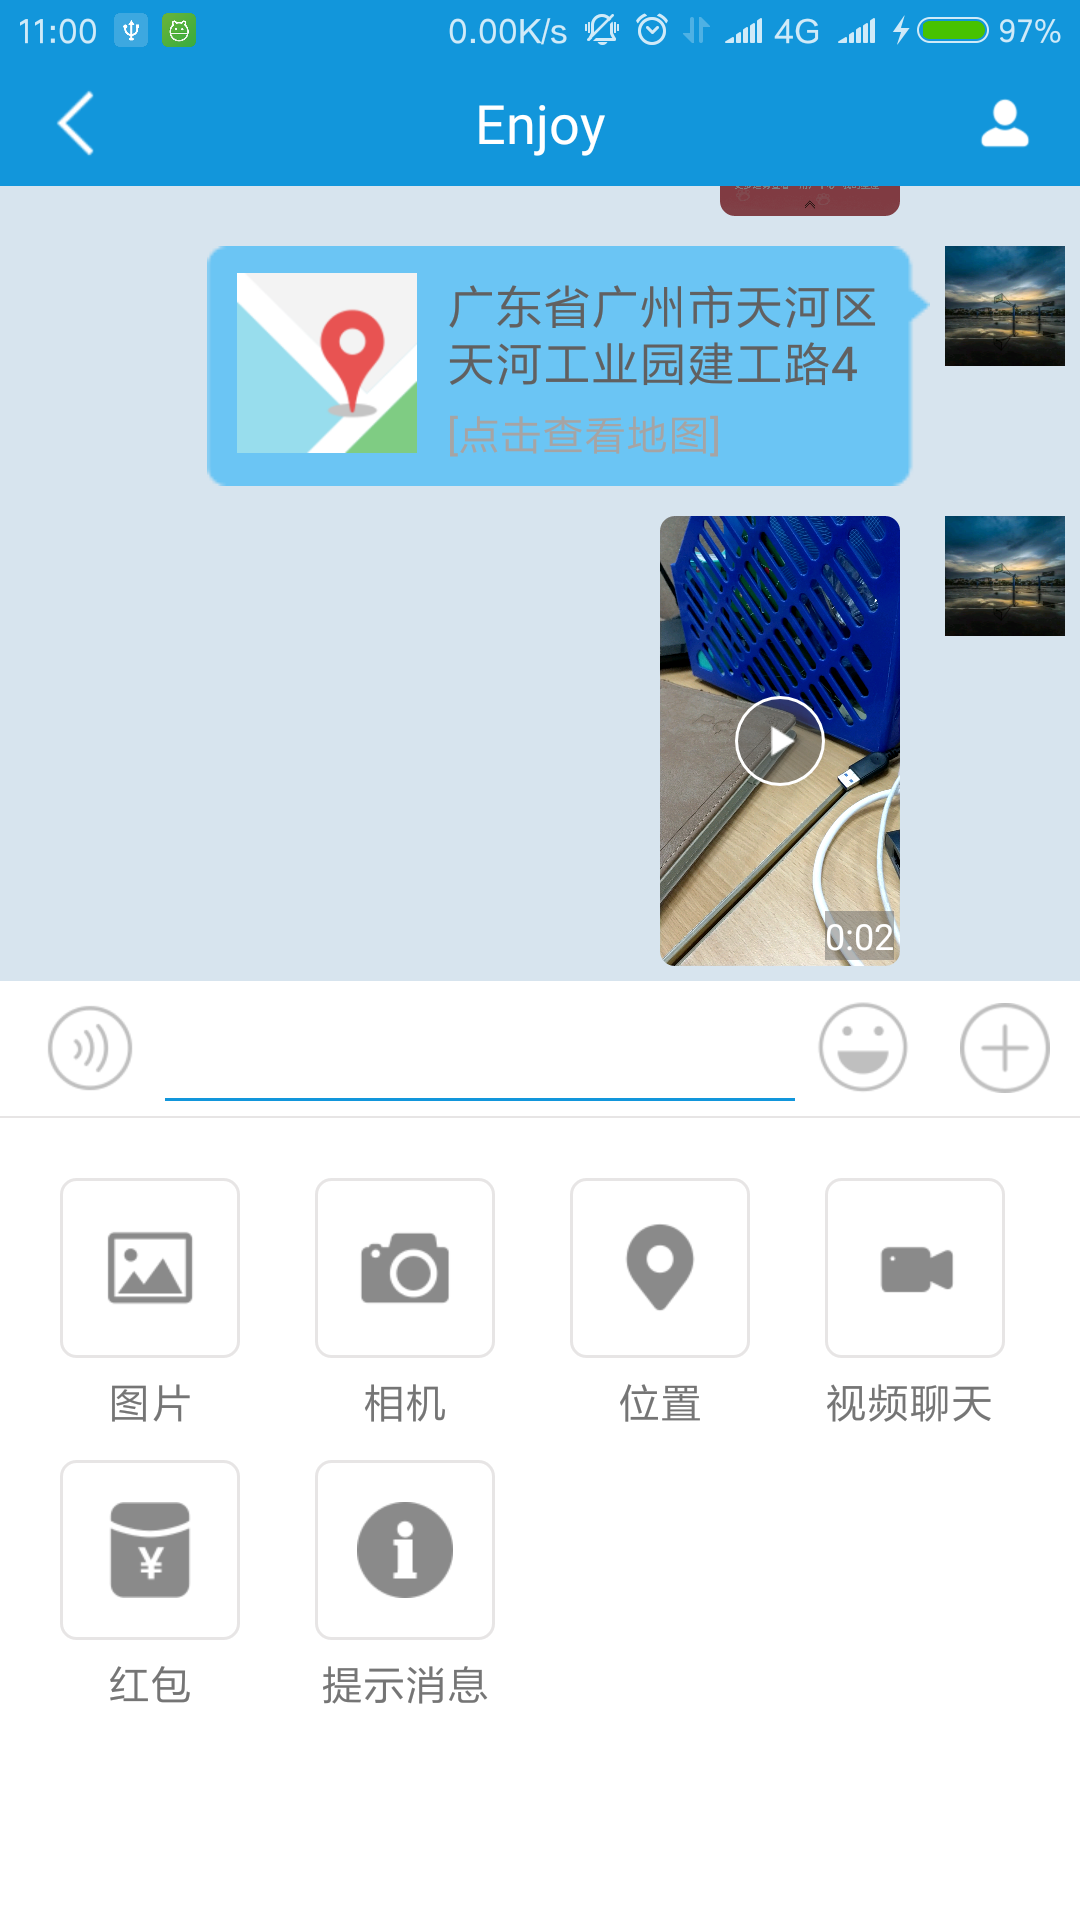 11:00
0.00K/s
4G
97%
Enjoy
广东省广州市天河区
天河工业园建工路4
[点击查看地图]
0:02
图片
相机
位置
视频聊天
¥
红包
提示消息